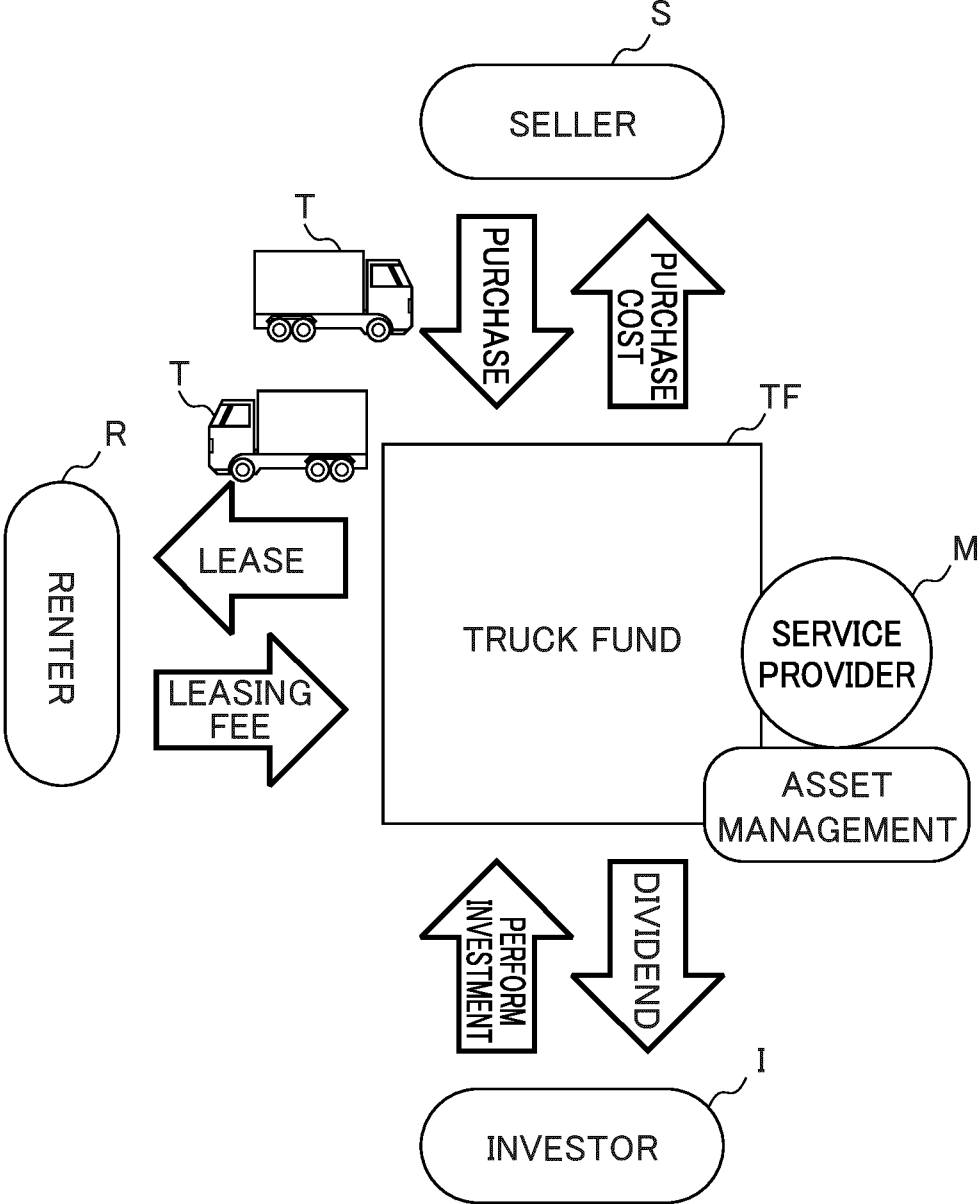 S
SELLER
T
PURCHASE
PURCHASE
COST
T
TF
R
LEASE
RENTER
LEASING
FEE
TRUCK FUND
M
SERVICE
PROVIDER
ASSET
MANAGEMENT
PERFORM
INVESTMENT
DIVIDEND
I
INVESTOR